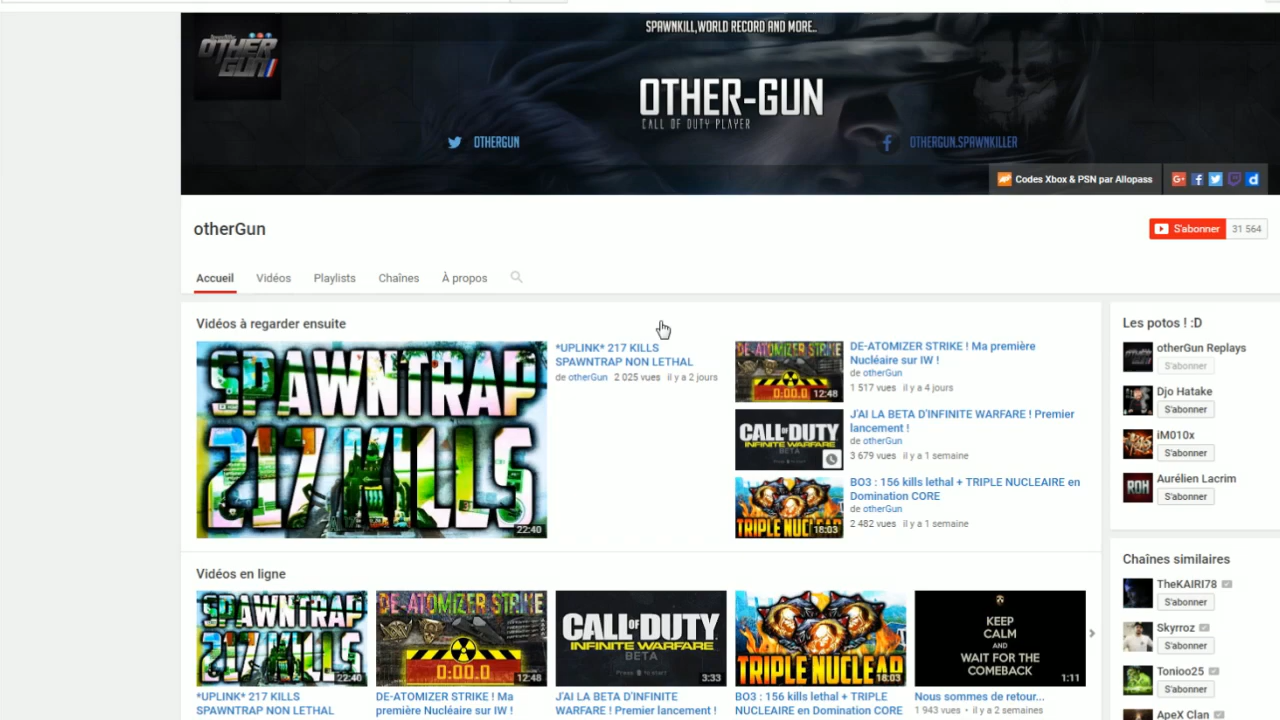 SPAWNKILL,WORLD RECORD AND MORE..
OTHER
GUN
OTHER-GUN
CALL OF DUTY PLAYER
OTHERGUN
OTHERGUN.SPAWNKILLER
Codes Xbox & PSN par Allopass
otherGun
S'abonner 31 564
Accueil Vidéos Playlists Chaînes À propos
Vidéos à regarder ensuite
SPAWNTRAP
217 KILLS
22:40
*UPLINK* 217 KILLS
SPAWNTRAP NON LETHAL
de otherGun 2 025 vues il y a 2 jours
DE-ATOMIZER STRIKE
0:00.0
12:48
DE-ATOMIZER STRIKE ! Ma première
Nucléaire sur IW !
de otherGun
1 517 vues il y a 4 jours
CALL OF DUTY
INFINITE WARFARE
BETA
J'AI LA BETA D'INFINITE WARFARE ! Premier
lancement !
de otherGun
3 679 vues il y a 1 semaine
TRIPLE NUCLEAR
18:03
BO3 : 156 kills lethal + TRIPLE NUCLEAIRE en
Domination CORE
de otherGun
2 482 vues il y a 1 semaine
Les potos ! :D
otherGun Replays
S'abonner
Djo Hatake
S'abonner
iM010x
S'abonner
ROH
Aurélien Lacrim
S'abonner
Vidéos en ligne
SPAWNTRAP
217 KILLS
22:40
*UPLINK* 217 KILLS
SPAWNTRAP NON LETHAL
DE-ATOMIZER STRIKE
0:00.0
12:48
DE-ATOMIZER STRIKE ! Ma
première Nucléaire sur IW !
CALL OF DUTY
INFINITE WARFARE
BETA
Press to start
3:33
J'AI LA BETA D'INFINITE
WARFARE ! Premier lancement !
TRIPLE NUCLEAR
18:03
BO3 : 156 kills lethal + TRIPLE
NUCLEAIRE en Domination CORE
KEEP
CALM
AND
WAIT FOR THE
COMEBACK
1:11
Nous sommes de retour...
1 943 vues • il y a 2 semaines
Chaînes similaires
TheKAIRI78
S'abonner
Skyrroz
S'abonner
Tonioo25
S'abonner
ApeX Clan